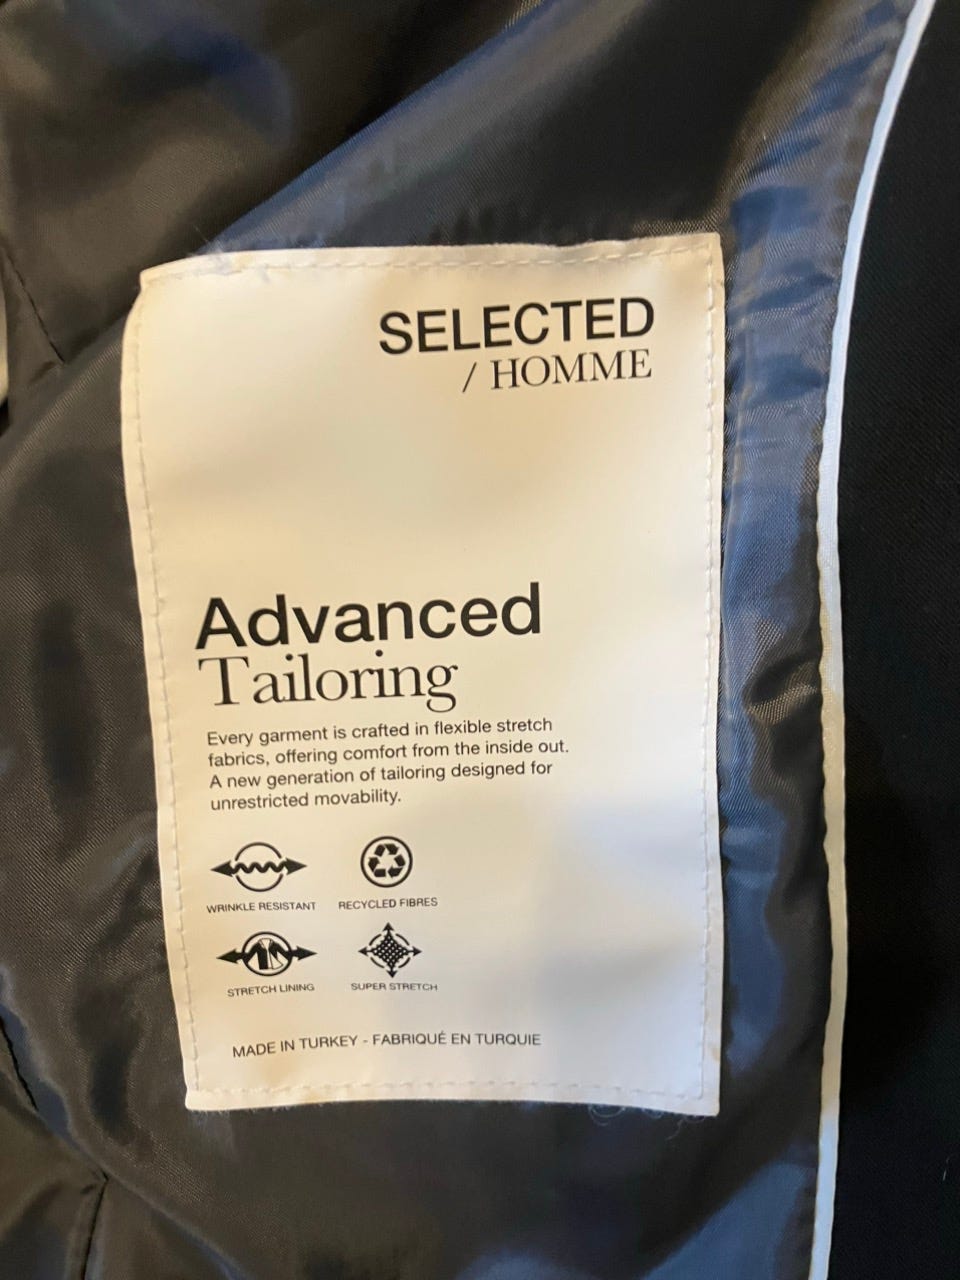 SELECTED
/ HOMME
Advanced
Tailoring
Every garment is crafted in flexible stretch
fabrics, offering comfort from the inside out.
A new generation of tailoring designed for
unrestricted movability.
WRINKLE RESISTANT RECYCLED FIBRES
STRETCH LINING SUPER STRETCH
MADE IN TURKEY - FABRIQUÉ EN TURQUIE